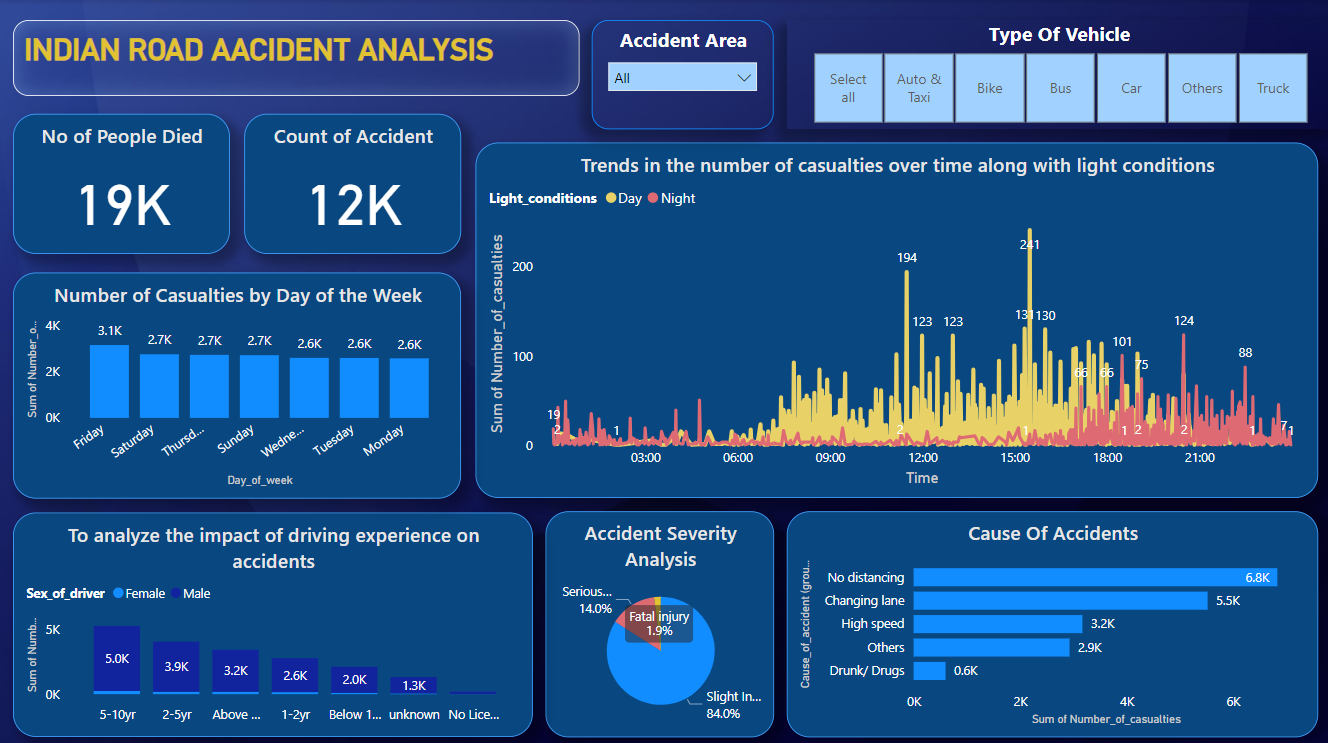 INDIAN ROAD AACIDENT ANALYSIS
Accident Area
All
Type Of Vehicle
Select all
Auto & Taxi
Bike
Bus
Car
Others
Truck
No of People Died
19K
Count of Accident
12K
Trends in the number of casualties over time along with light conditions
Light_conditions Day Night
Sum of Number_of_casualties
200
100
0
19
2
1
194
2
123
123
241
131
130
1
66
66
101
1
75
2
124
2
88
1
7
1
03:00 06:00 09:00 12:00 15:00 18:00 21:00
Time
Number of Casualties by Day of the Week
Sum of Number_o...
4K
2K
0K
3.1K 2.7K 2.7K 2.7K 2.6K 2.6K 2.6K
Friday Saturday Thursd... Sunday Wedne... Tuesday Monday
Day_of_week
To analyze the impact of driving experience on
accidents
Sex_of_driver Female Male
Sum of Numb...
5K
0K
5.0K 3.9K 3.2K 2.6K 2.0K 1.3K
5-10yr 2-5yr Above ... 1-2yr Below 1... unknown No Lice...
Accident Severity
Analysis
Serious...
14.0%
Fatal injury
1.9%
Slight In...
84.0%
Cause Of Accidents
Cause_of_accident (grou...
No distancing 6.8K
Changing lane 5.5K
High speed 3.2K
Others 2.9K
Drunk/ Drugs 0.6K
0K 2K 4K 6K
Sum of Number_of_casualties